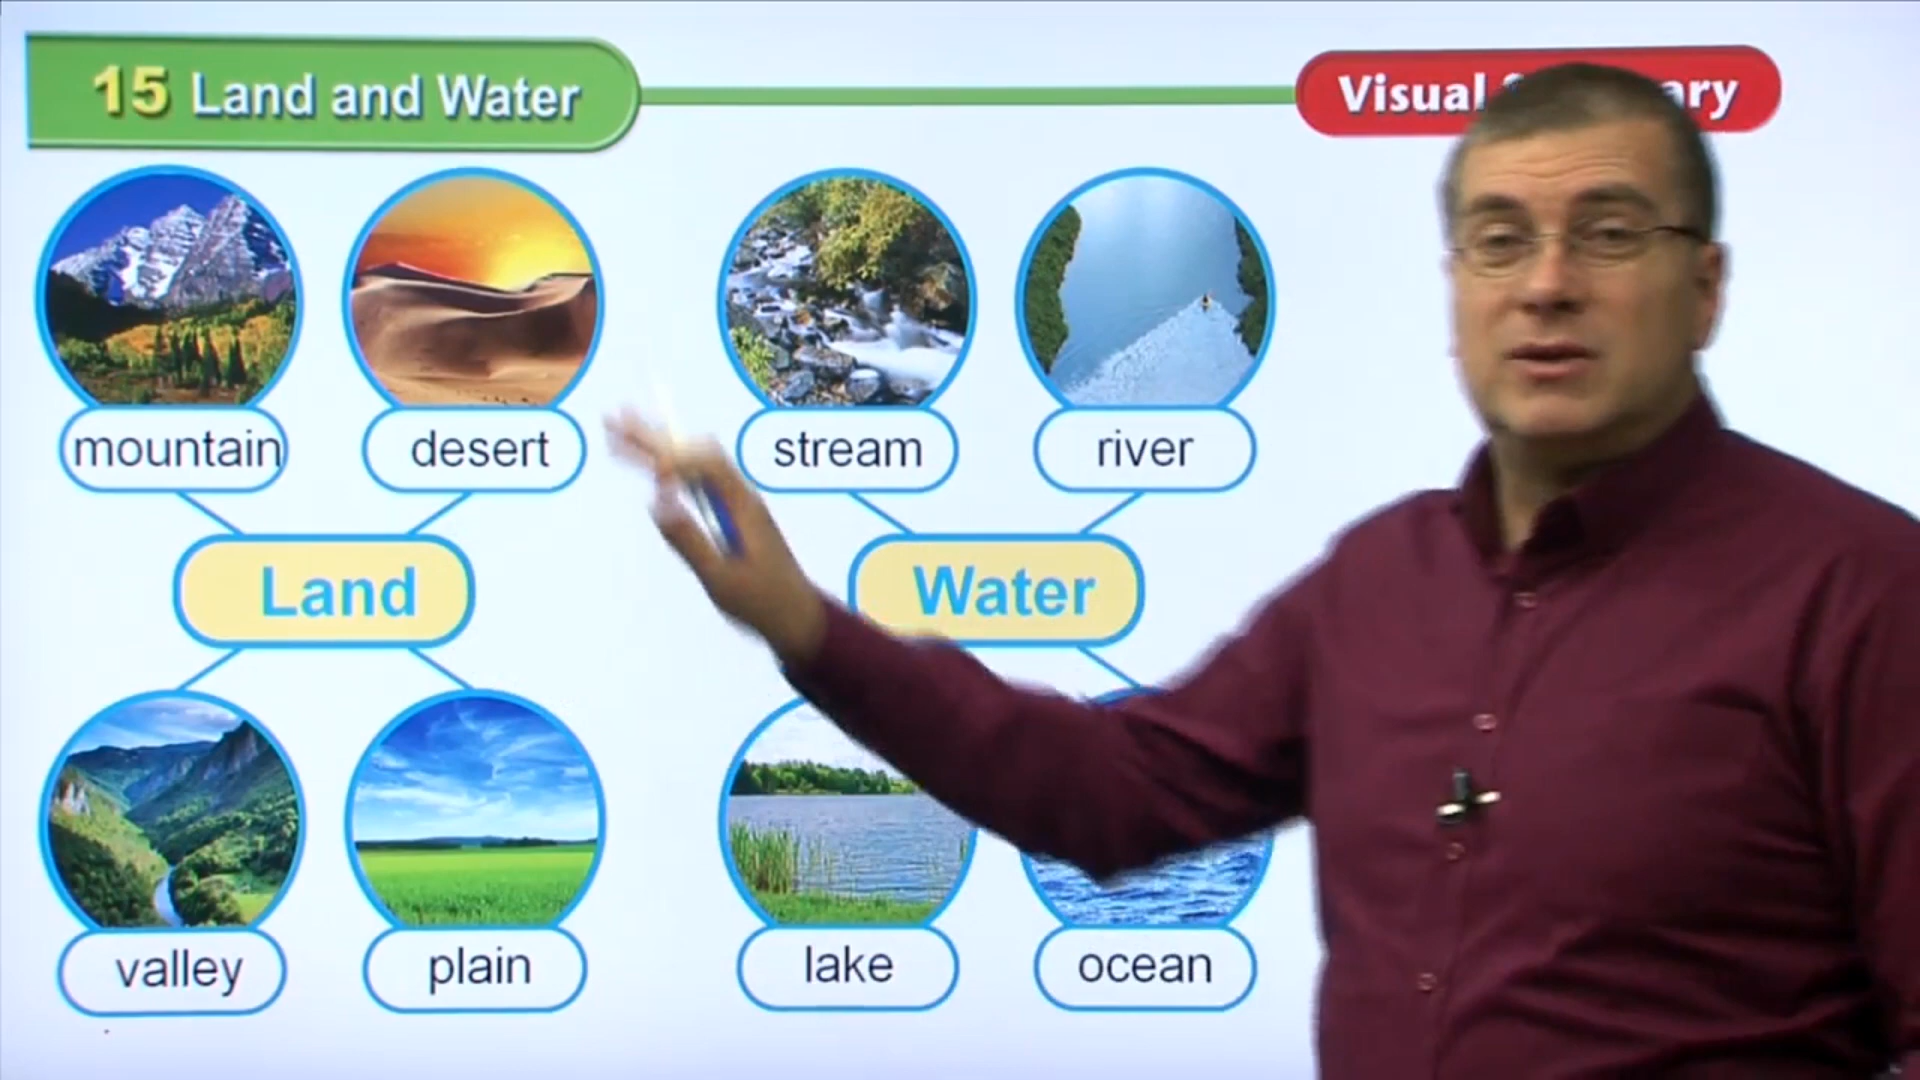 15 Land and Water
Visual
mountain
desert
stream
river
Land
Water
valley
plain
lake
ocean